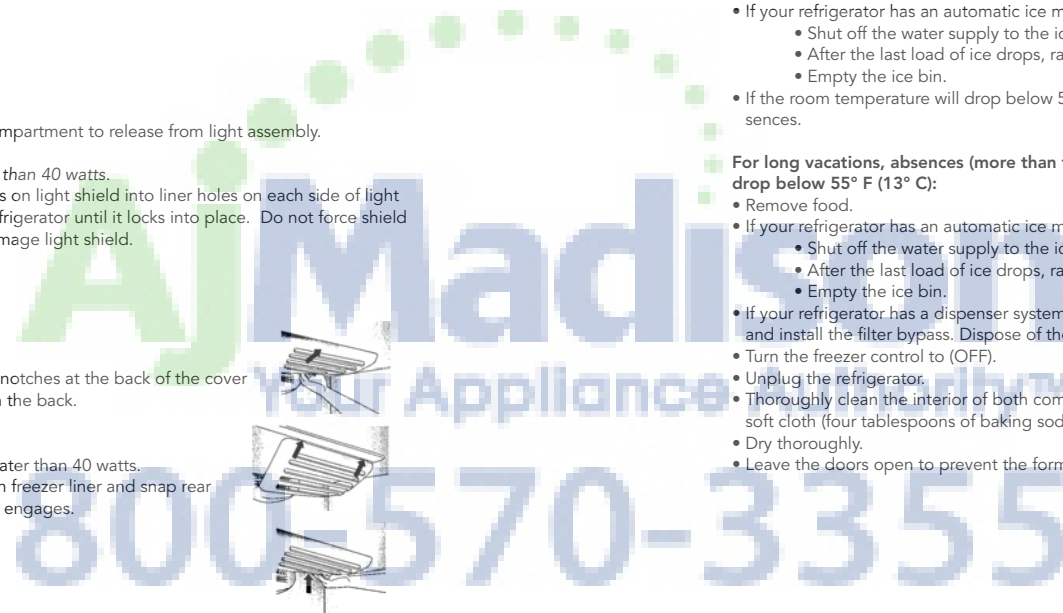 mpartment to release from light assembly.
than 40 watts.
s on light shield into liner holes on each side of light
frigerator until it locks into place. Do not force shield
mage light shield.
notches at the back of the cover
the back.
ater than 40 watts.
freezer liner and snap rear
engages.
• If your refrigerator has an automatic ice m
• Shut off the water supply to the ic
• After the last load of ice drops, ra
• Empty the ice bin.
• If the room temperature will drop below 5
sences.
For long vacations, absences (more than
drop below 55° F (13° C):
• Remove food.
• If your refrigerator has an automatic ice m
• Shut off the water supply to the ic
• After the last load of ice drops, ra
• Empty the ice bin.
• If your refrigerator has a dispenser system
and install the filter bypass. Dispose of th
• Turn the freezer control to (OFF).
• Unplug the refrigerator.
• Thoroughly clean the interior of both com
soft cloth (four tablespoons of baking sod
• Dry thoroughly.
• Leave the doors open to prevent the form
AjMadison
Your Appliance Authority™
800-570-3355